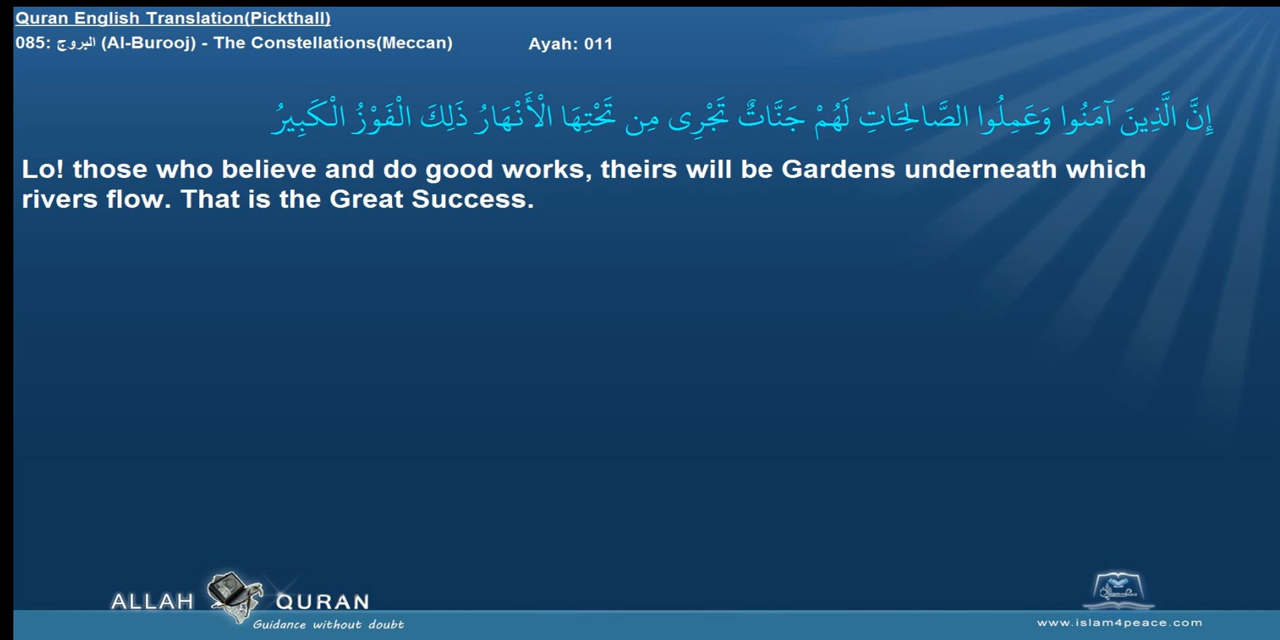 Quran English Translation(Pickthall)
085: البروج (Al-Burooj) - The Constellations(Meccan) Ayah: 011
إِنَّ الَّذِينَ آمَنُوا وَعَمِلُوا الصَّالِحَاتِ لَهُمْ جَنَّاتٌ تَجْرِى مِن تَحْتِهَا الْأَنْهَارُ ذَلِكَ الْفَوْزُ الْكَبِيرُ
Lo! those who believe and do good works, theirs will be Gardens underneath which
rivers flow. That is the Great Success.
ALLAH QURAN
Guidance without doubt
www.islam4peace.com